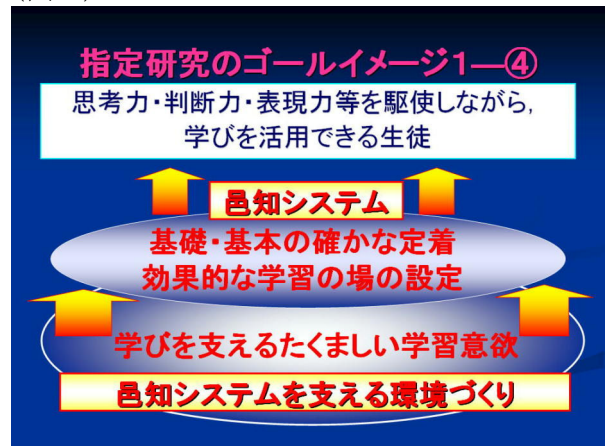 指定研究のゴールイメージ1―④
思考力・判断力・表現力等を駆使しながら,
学びを活用できる生徒
邑知システム
基礎・基本の確かな定着
効果的な学習の場の設定
学びを支えるたくましい学習意欲
邑知システムを支える環境づくり